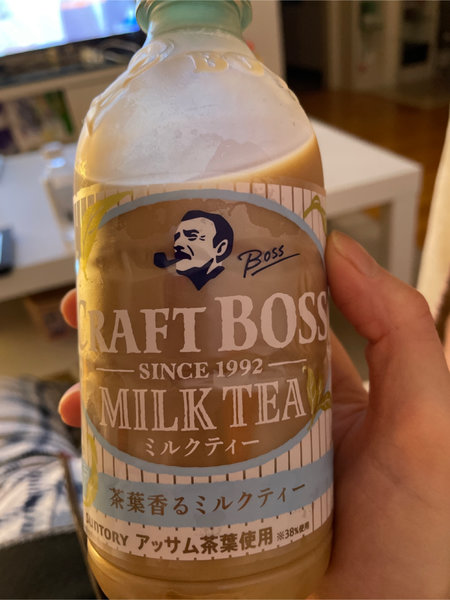 Boss
CRAFT BOSS
SINCE 1992
MILK TEA
ミルクティー
茶葉香るミルクティー
SUNTORY アッサム茶葉使用 ※38%使用